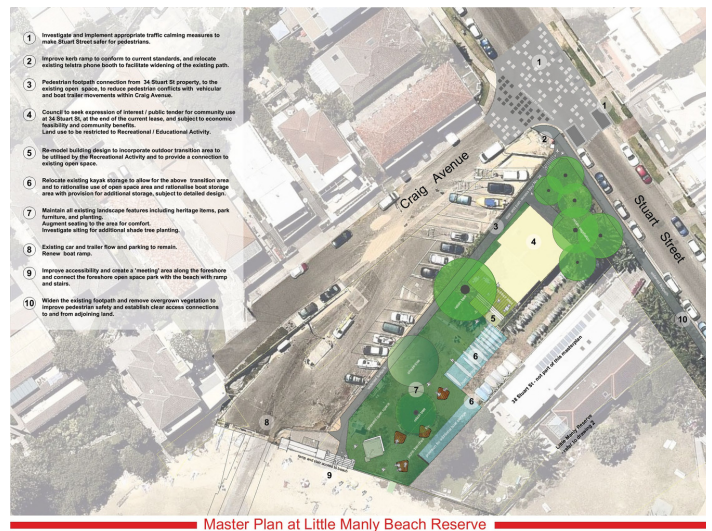 1 Investigate and implement appropriate traffic calming measures to
make Stuart Street safer for pedestrians.
2 Improve kerb ramp to conform to current standards, and relocate
existing telstra phone booth to facilitate widening of the existing path.
3 Pedestrian footpath connection from 34 Stuart St property, to the
existing open space, to reduce pedestrian conflicts with vehicular
and boat trailer movements within Craig Avenue.
4 Council to seek expression of interest / public tender for community use
at 34 Stuart St, at the end of the current lease, and subject to economic
feasibility and community benefits.
Land use to be restricted to Recreational / Educational Activity.
5 Re-model building design to incorporate outdoor transition area to
be utilised by the Recreational Activity and to provide a connection to
existing open space.
6 Relocate existing kayak storage to allow for the above transition area
and to rationalise use of open space area and rationalise boat storage
area with provision for additional storage, subject to detailed design.
7 Maintain all existing landscape features including heritage items, park
furniture, and planting.
Augment seating to the area for comfort.
Investigate siting for additional shade tree planting.
8 Existing car and trailer flow and parking to remain.
Renew boat ramp.
9 Improve accessibility and create a 'meeting' area along the foreshore
and connect the foreshore open space park with the beach with ramp
and stairs.
10 Widen the existing footpath and remove overgrown vegetation to
improve pedestrian safety and establish clear access connections
to and from adjoining land.
1
1
2
Craig Avenue
Stuart Street
3
4
5
6
6
7
8
9
10
38 Stuart St - not part of this masterplan
Little Manly Reserve
refer to drawing 2
Master Plan at Little Manly Beach Reserve